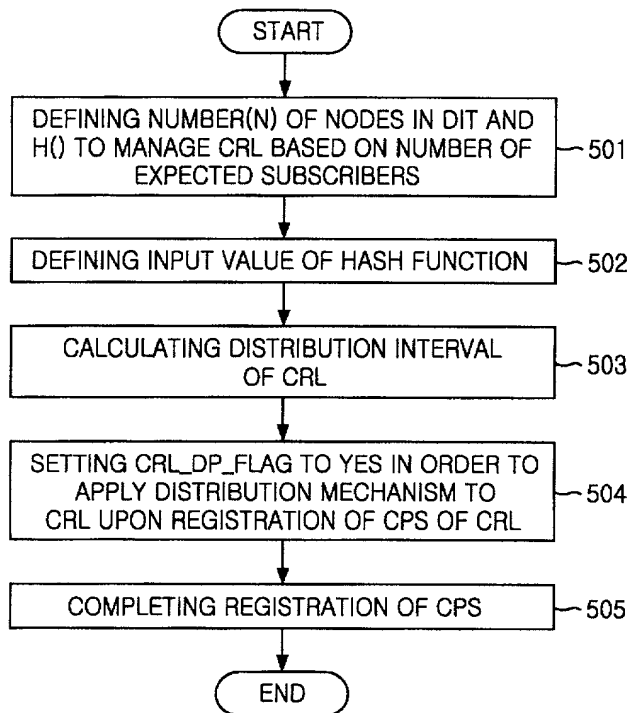 START
DEFINING NUMBER(N) OF NODES IN DIT AND
H() TO MANAGE CRL BASED ON NUMBER OF
EXPECTED SUBSCRIBERS
501
DEFINING INPUT VALUE OF HASH FUNCTION
502
CALCULATING DISTRIBUTION INTERVAL
OF CRL
503
SETTING CRL_DP_FLAG TO YES IN ORDER TO
APPLY DISTRIBUTION MECHANISM TO
CRL UPON REGISTRATION OF CPS OF CRL
504
COMPLETING REGISTRATION OF CPS
505
END